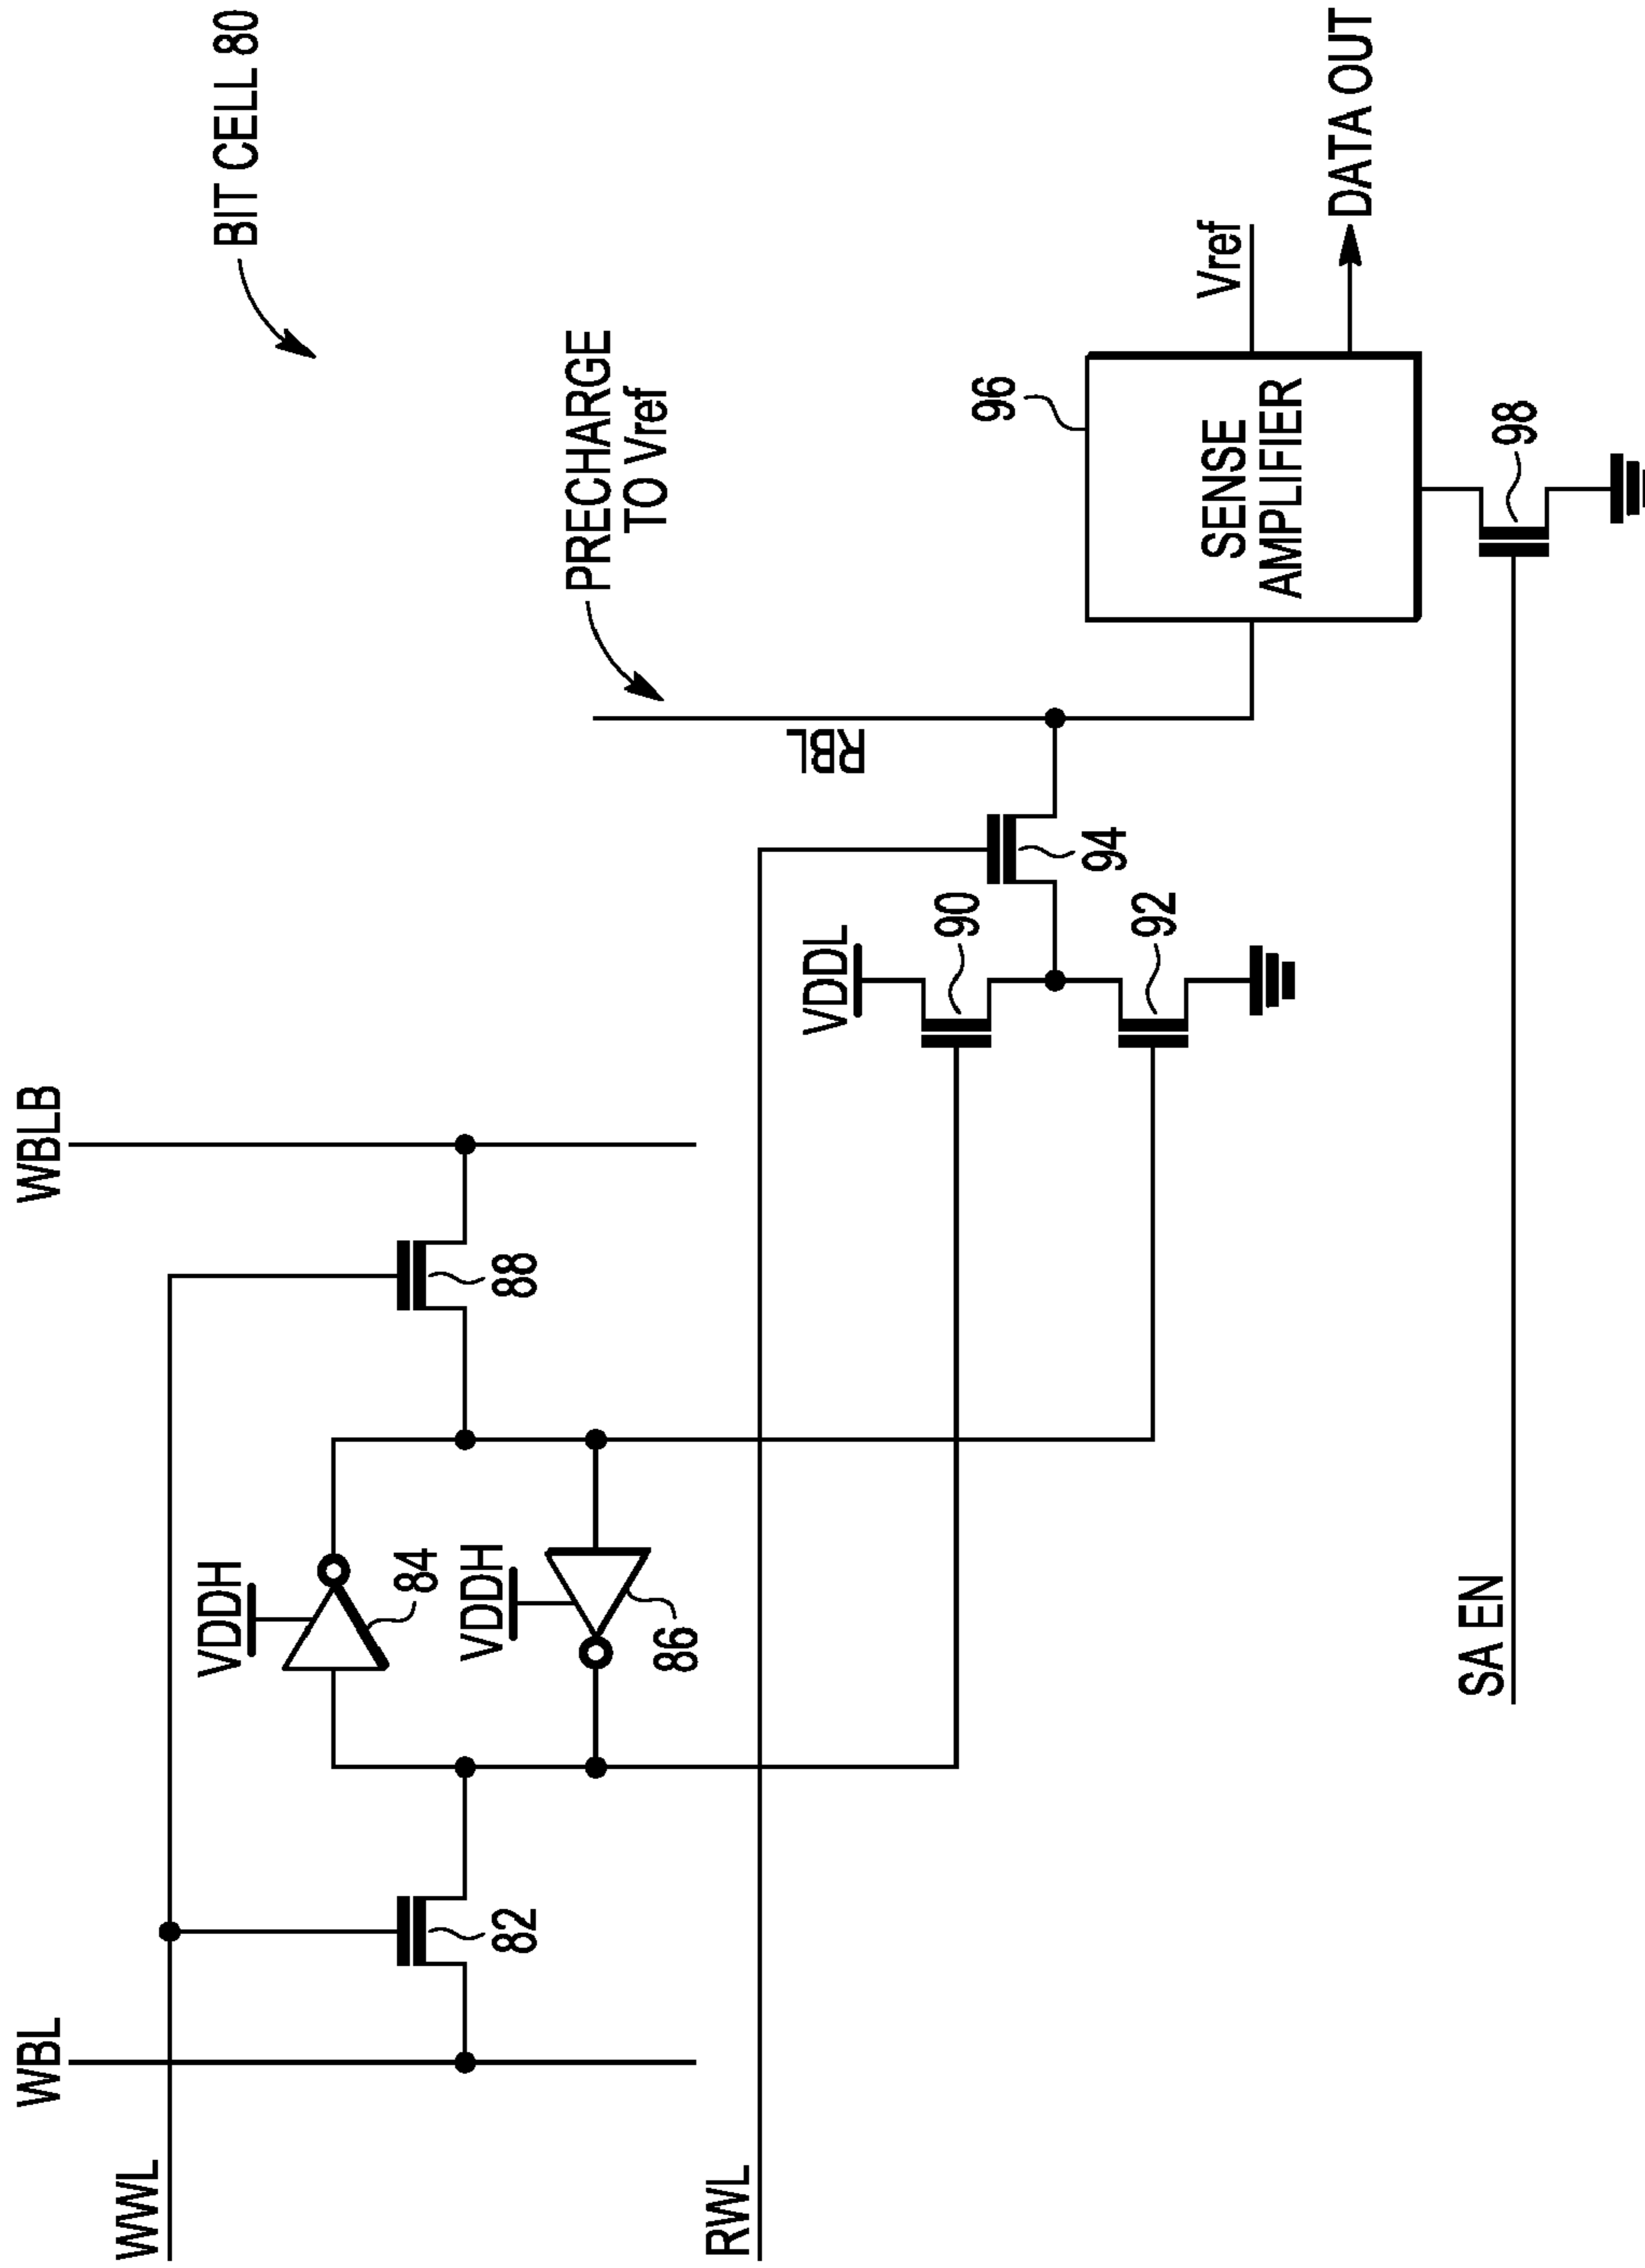 BIT CELL 80
WBL
WBLB
WWL
VDDH
84
82
88
VDDH
86
PRECHARGE
TO Vref
RBL
RWL
VDDL
90
94
92
96
SENSE
AMPLIFIER
Vref
DATA OUT
SA EN
98